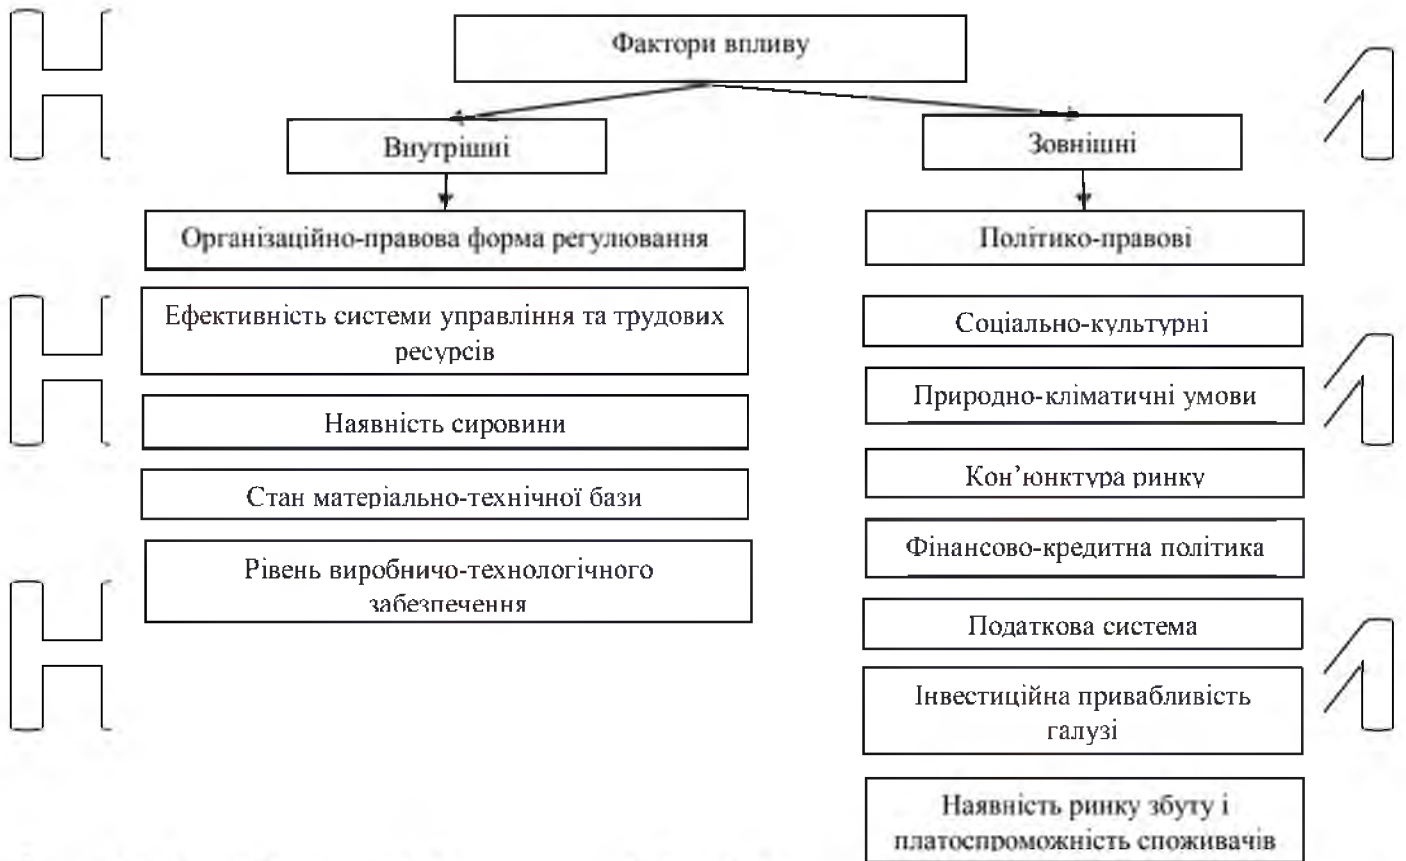 Фактори впливу
Внутрішні
Зовнішні
Організаційно-правова форма регулювання
Ефективність системи управління та трудових
ресурсів
Наявність сировини
Стан матеріально-технічної бази
Рівень виробничо-технологічного
забезпечення
Політико-правові
Соціально-культурні
Природно-кліматичні умови
Кон’юнктура ринку
Фінансово-кредитна політика
Податкова система
Інвестиційна привабливість
галузі
Наявність ринку збуту і
платоспроможність споживачів